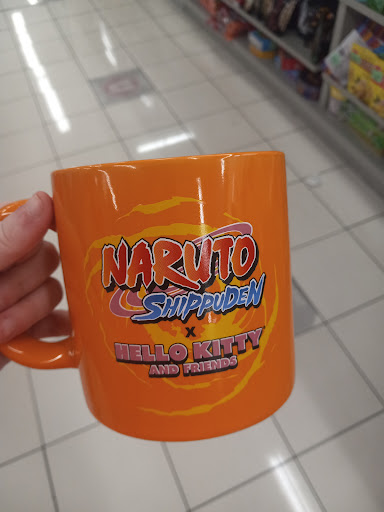 NARUTO
SHIPPUDEN
X
HELLO KITTY
AND FRIENDS